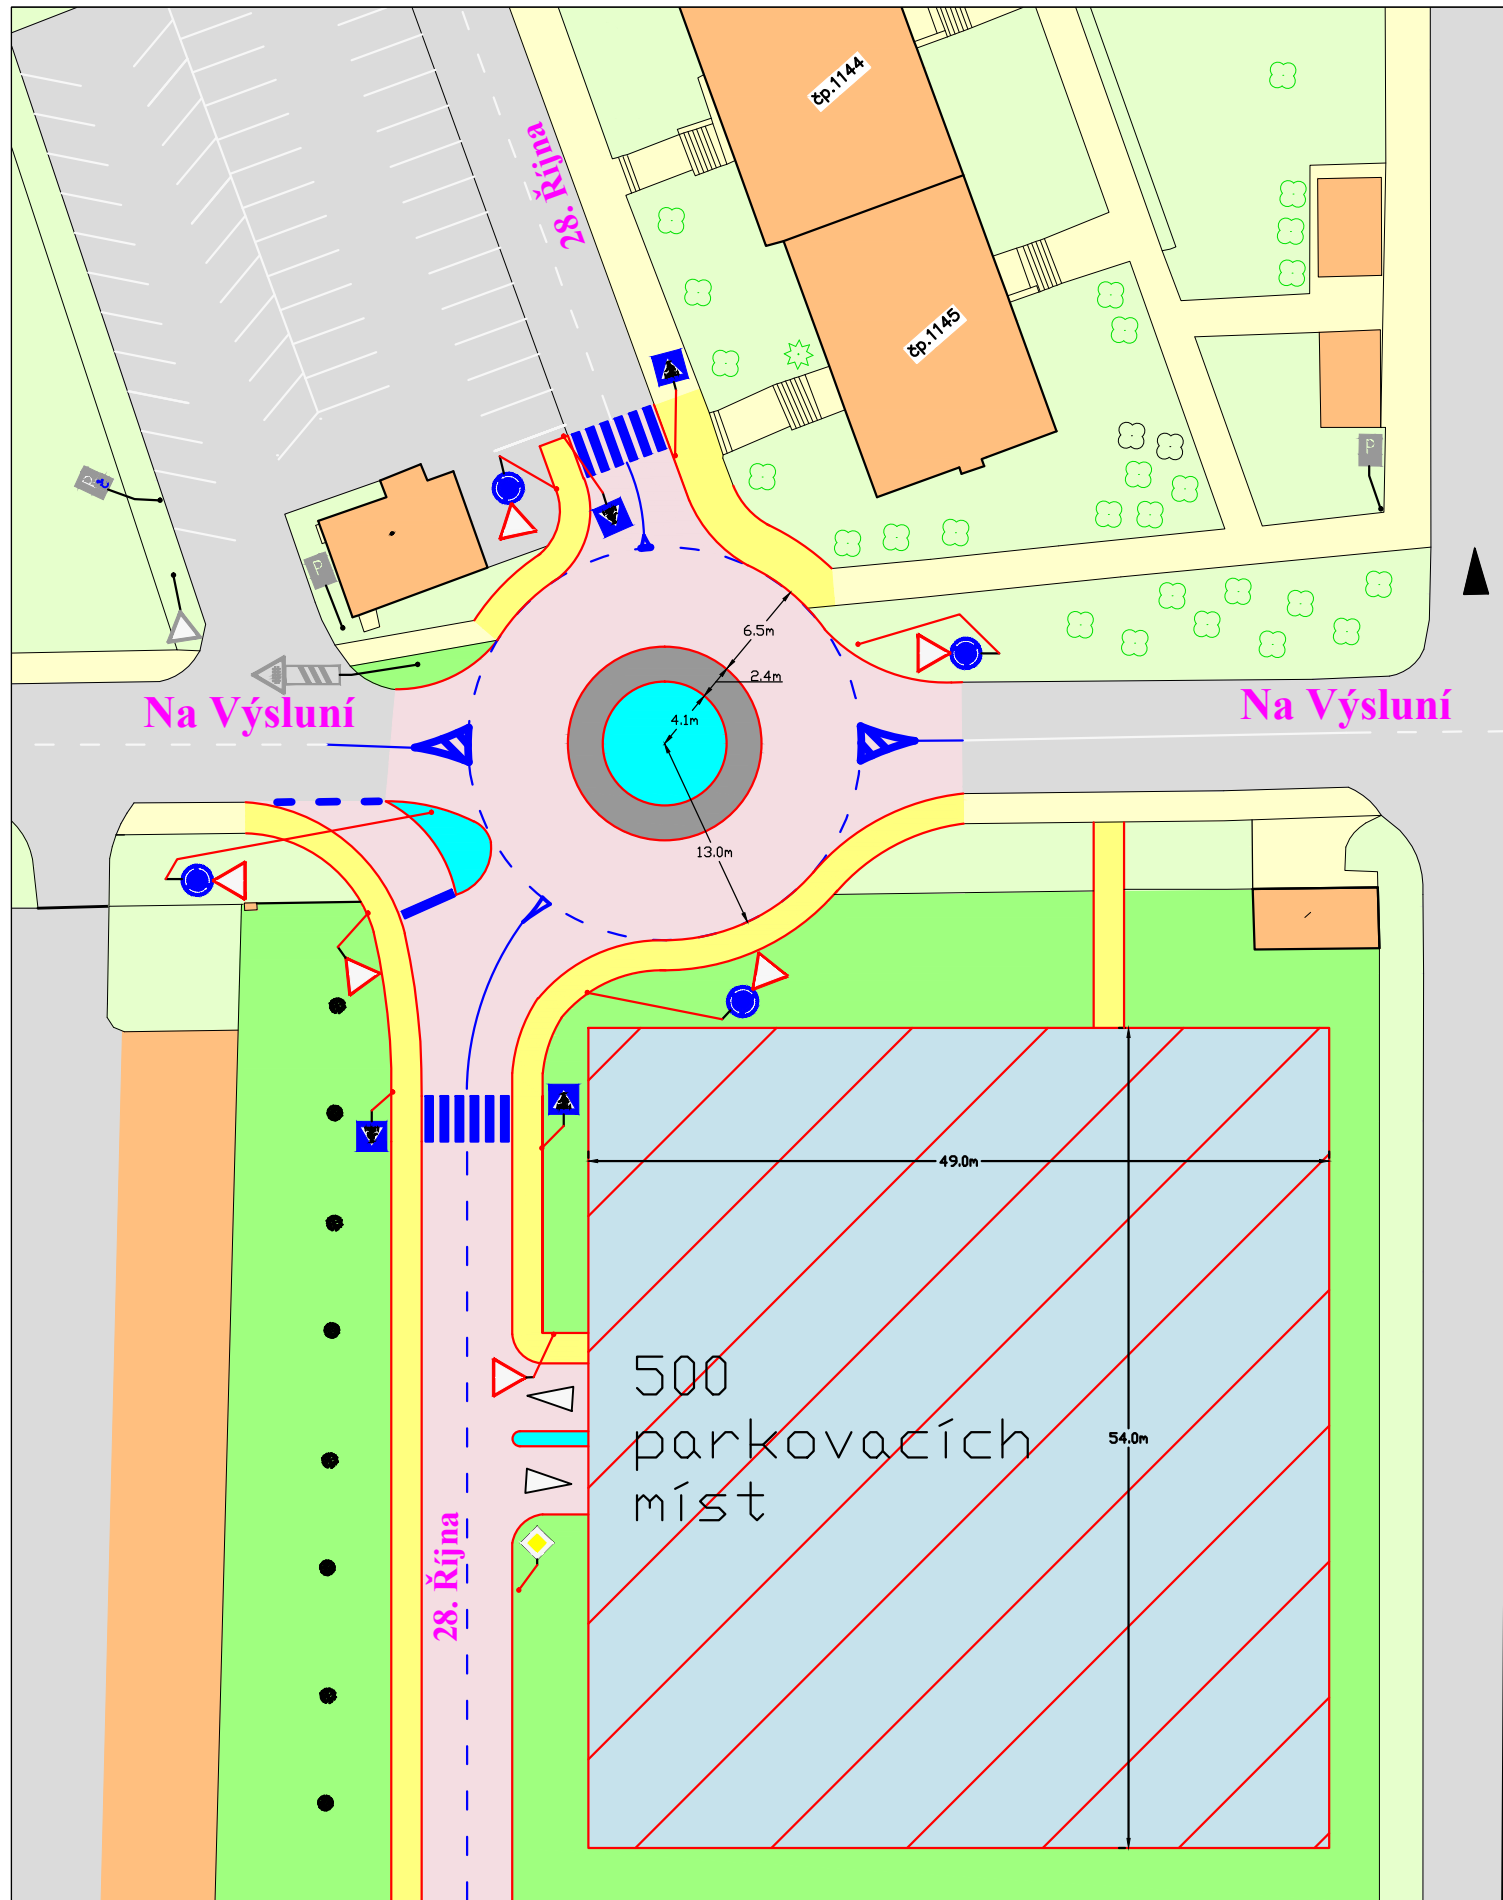 čp.1144
28. Října
čp.1145
P
P
P
6.5m
2.4m
Na Výsluní
Na Výsluní
4.1m
13.0m
49.0m
500
parkovacích
míst
54.0m
28. Října